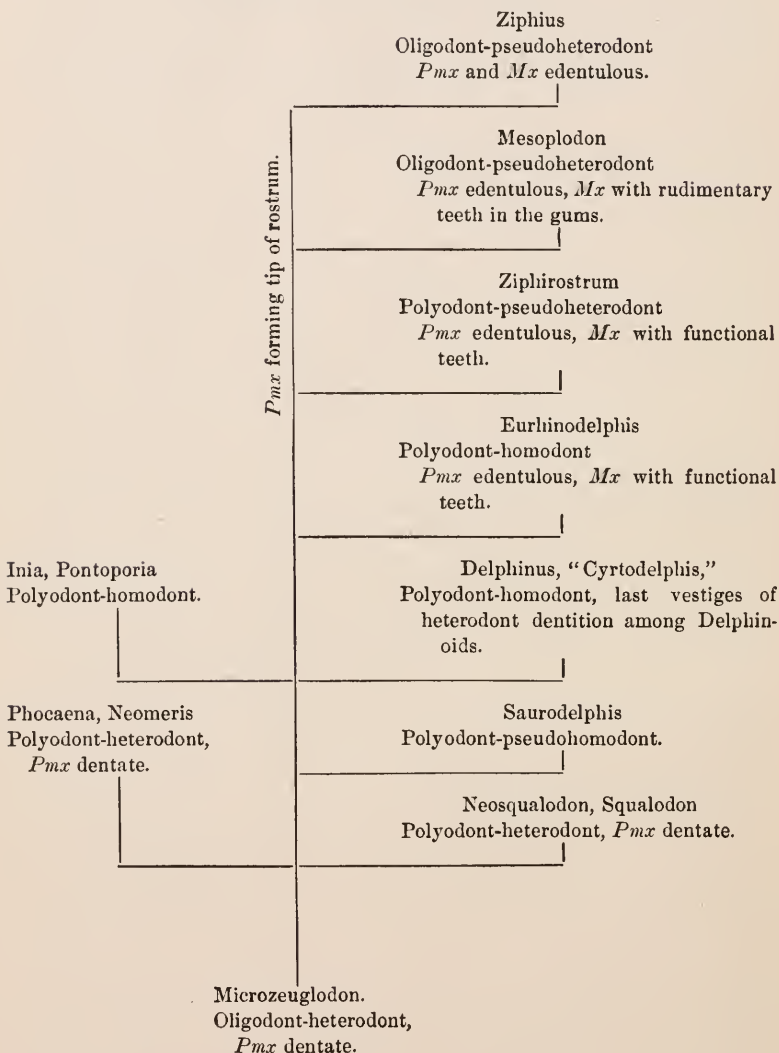 Ziphius
Oligodont-pseudoheterodont
Pmx and Mx edentulous.
Pmx forming tip of rostrum.
Mesoplodon
Oligodont-pseudoheterodont
Pmx edentulous, Mx with rudimentary
teeth in the gums.
Ziphirostrum
Polyodont-pseudoheterodont
Pmx edentulous, Mx with functional
teeth.
Eurhinodelphis
Polyodont-homodont
Pmx edentulous, Mx with functional
teeth.
Inia, Pontoporia
Polyodont-homodont.
Delphinus, "Cyrtodelphis,"
Polyodont-homodont, last vestiges of
heterodont dentition among Delphin-
oids.
Phocaena, Neomeris
Polyodont-heterodont,
Pmx dentate.
Saurodelphis
Polyodont-pseudohomodont.
Neosqualodon, Squalodon
Polyodont-heterodont, Pmx dentate.
Microzeuglodon.
Oligodont-heterodont,
Pmx dentate.